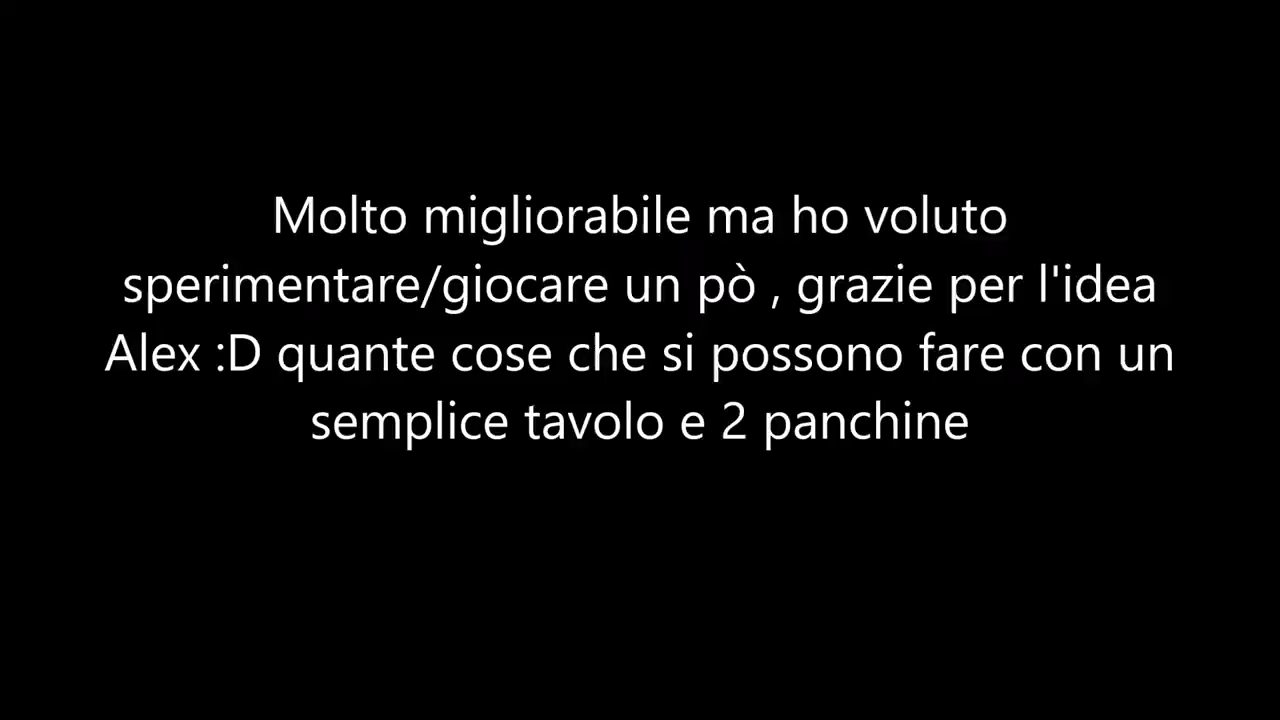 Molto migliorabile ma ho voluto
sperimentare/giocare un pò , grazie per l'idea
Alex :D quante cose che si possono fare con un
semplice tavolo e 2 panchine